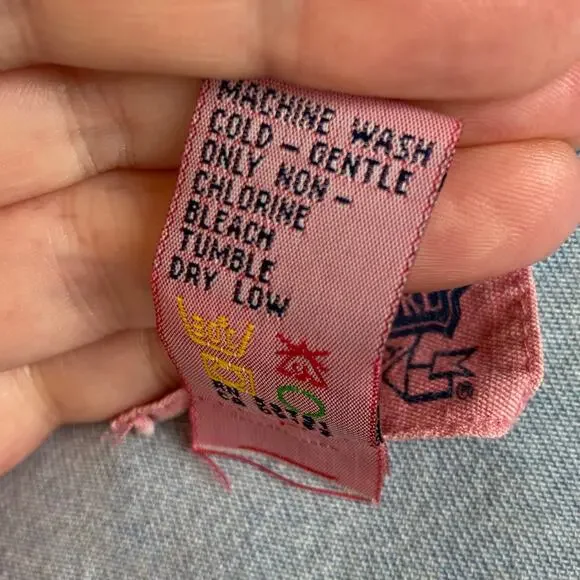 MACHINE WASH
COLD - GENTLE
ONLY NON -
CHLORINE
BLEACH
TUMBLE
DRY LOW